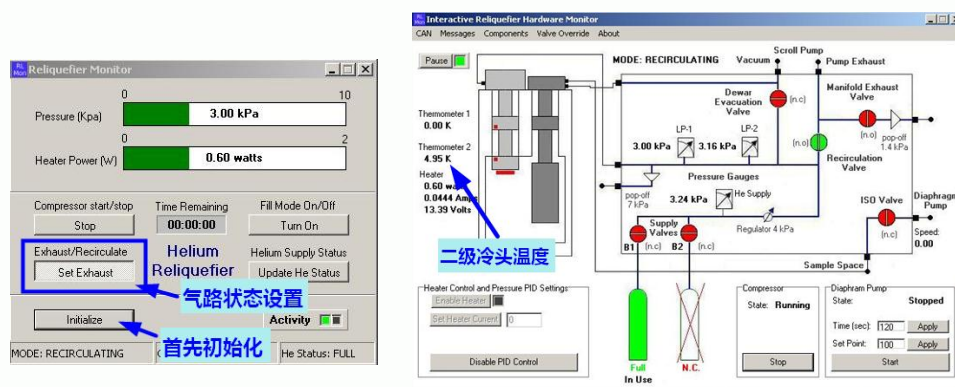 Reliquefier Monitor
0 10
Pressure (Kpa) 3.00 kPa
0 2
Heater Power (W) 0.60 watts
Compressor start/stop Time Remaining Fill Mode On/Off
Stop 00:00:00 Turn On
Exhaust/Recirculate Helium Helium Supply Status
Set Exhaust Reliquefier Update He Status
气路状态设置
Initialize Activity
首先初始化
MODE: RECIRCULATING He Status: FULL
Interactive Reliquefier Hardware Monitor
CAN Messages Components Valve Override About
Pause
MODE: RECIRCULATING
Vacuum
Scroll Pump
Pump Exhaust
Dewar
Evacuation
Valve
(n.c)
Manifold Exhaust
Valve
(n.o)
pop-off
1.4 kPa
Thermometer 1
0.00 K
Thermometer 2
4.95 K
Heater
0.60 wa
0.0444 Amps
13.39 Volts
二级冷头温度
LP-1
3.00 kPa
LP-2
3.16 kPa
(n.o)
Recirculation
Valve
Pressure Gauges
pop-off
7 kPa
3.24 kPa He Supply
Regulator 4 kPa
ISO Valve
(n.c)
Diaphragm
Pump
Speed:
0.00
Supply
Valves
B1 (n.c) B2 (n.c)
Sample Space
Full
In Use
N.C.
Heater Control and Pressure PID Settings
Enable Heater
Set Heater Current 0
Disable PID Control
Compressor
State: Running
Stop
Diaphragm Pump
State: Stopped
Time (sec): 120 Apply
Set Point: 100 Apply
Start